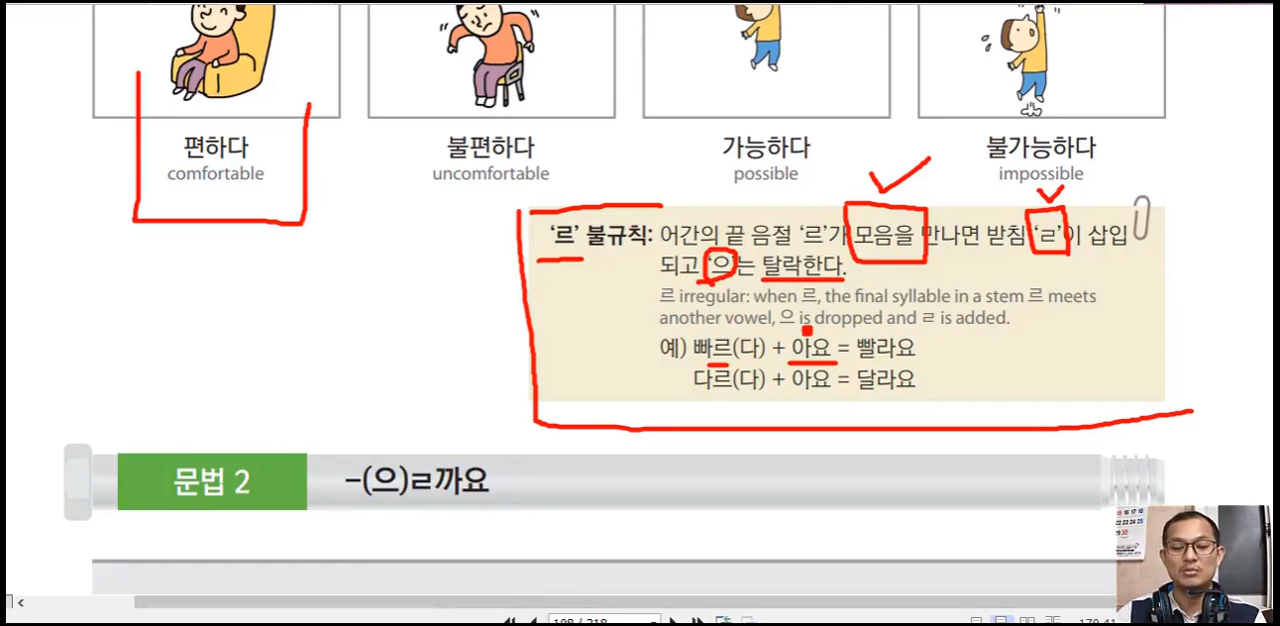 편하다 불편하다 가능하다 불가능하다
comfortable uncomfortable possible impossible
‘르’ 불규칙: 어간의 끝 음절 ‘르’가 모음을 만나면 받침 ‘ㄹ’이 삽입
되고 ‘으’는 탈락한다.
르 irregular: when 르, the final syllable in a stem 르 meets
another vowel, 으 is dropped and ㄹ is added.
예) 빠르(다) + 아요 = 빨라요
다르(다) + 아요 = 달라요
문법 2 -(으)ㄹ까요